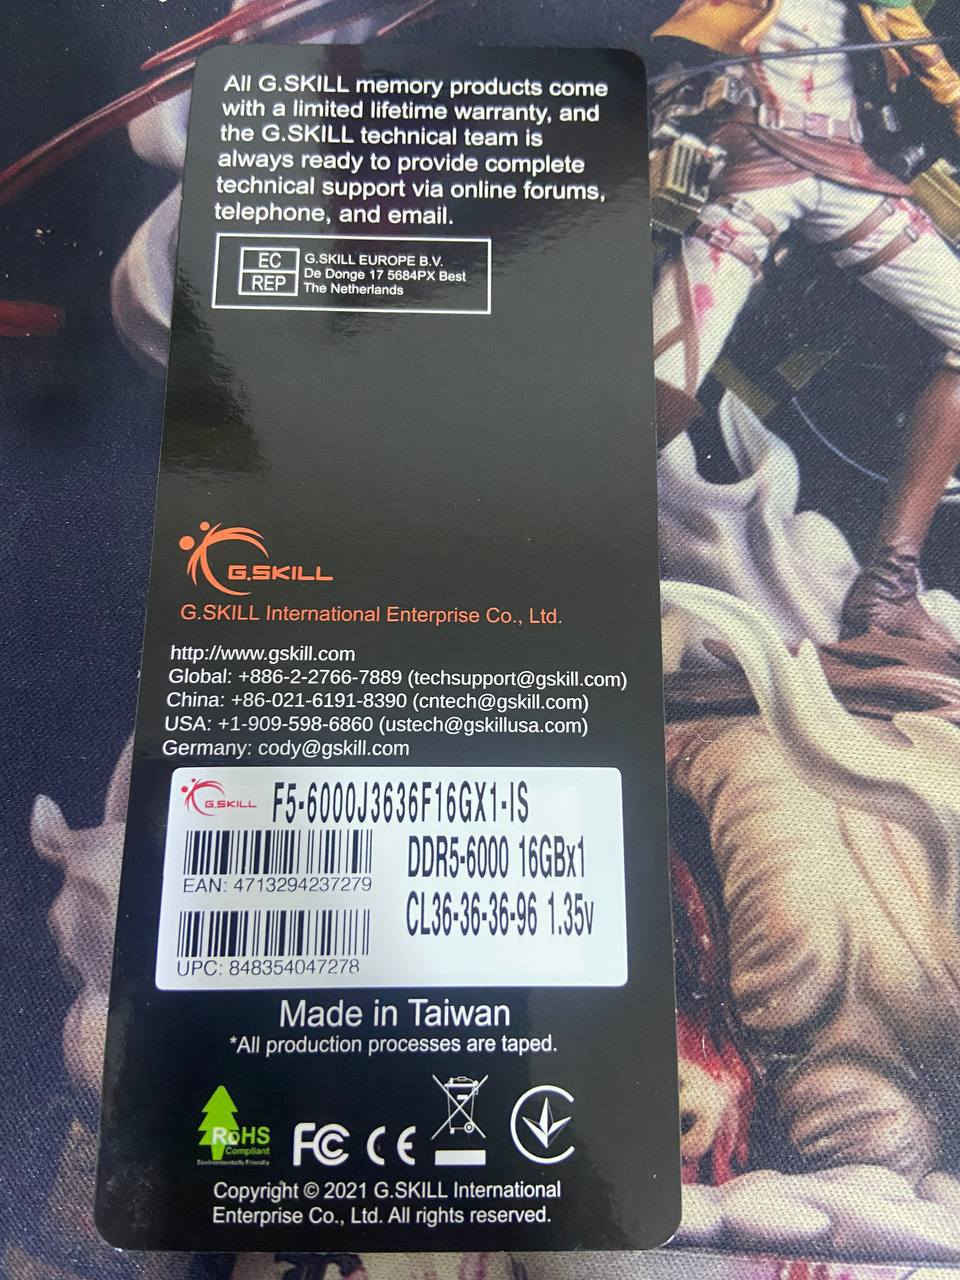 All G.SKILL memory products come
with a limited lifetime warranty, and
the G.SKILL technical team is
always ready to provide complete
technical support via online forums,
telephone, and email.
EC
REP
G.SKILL EUROPE B.V.
De Donge 17 5684PX Best
The Netherlands
G.SKILL
G.SKILL International Enterprise Co., Ltd.
http://www.gskill.com
Global: +886-2-2766-7889 (techsupport@gskill.com)
China: +86-021-6191-8390 (cntech@gskill.com)
USA: +1-909-598-6860 (ustech@gskillusa.com)
Germany: cody@gskill.com
G.SKILL F5-6000J3636F16GX1-IS
DDR5-6000 16GBx1
EAN: 4713294237279
CL36-36-36-96 1.35v
UPC: 848354047278
Made in Taiwan
*All production processes are taped.
RoHS
Compliant
Environmentally Friendly
FC CE
Copyright © 2021 G.SKILL International
Enterprise Co., Ltd. All rights reserved.